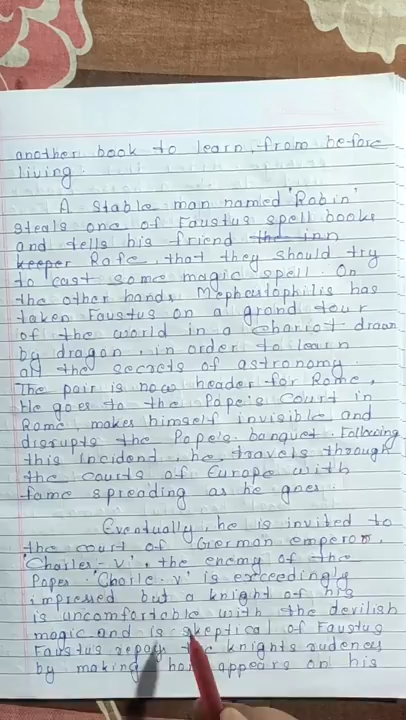 another book to learn from before
living
A stable man named 'Robin'
steals one of Faustus spell books
and tells his friend the inn
keeper Rafe, that they should try
to cast some magic spell. On
the other hands, Mephostophilis has
taken Faustus on a grand tour
of the world in a chariot drawn
by dragon, in order to learn
all the secrets of astronomy
The pair is now header for Rome,
He goes to the Pope's Court in
Rome, makes himself invisible and
disrupts the Pope's banquet. Following
this Incident, he travels through
the courts of Europe with
fame spreading as he goes.
Eventually, he is invited to
the court of German emperor,
the enemy of the
Popes is exceedingly
impressed but a knight of his
is uncomfortable with the devilish
magic and is skeptical of Faustus
Faustus repays the knights rudences
by making appears on his